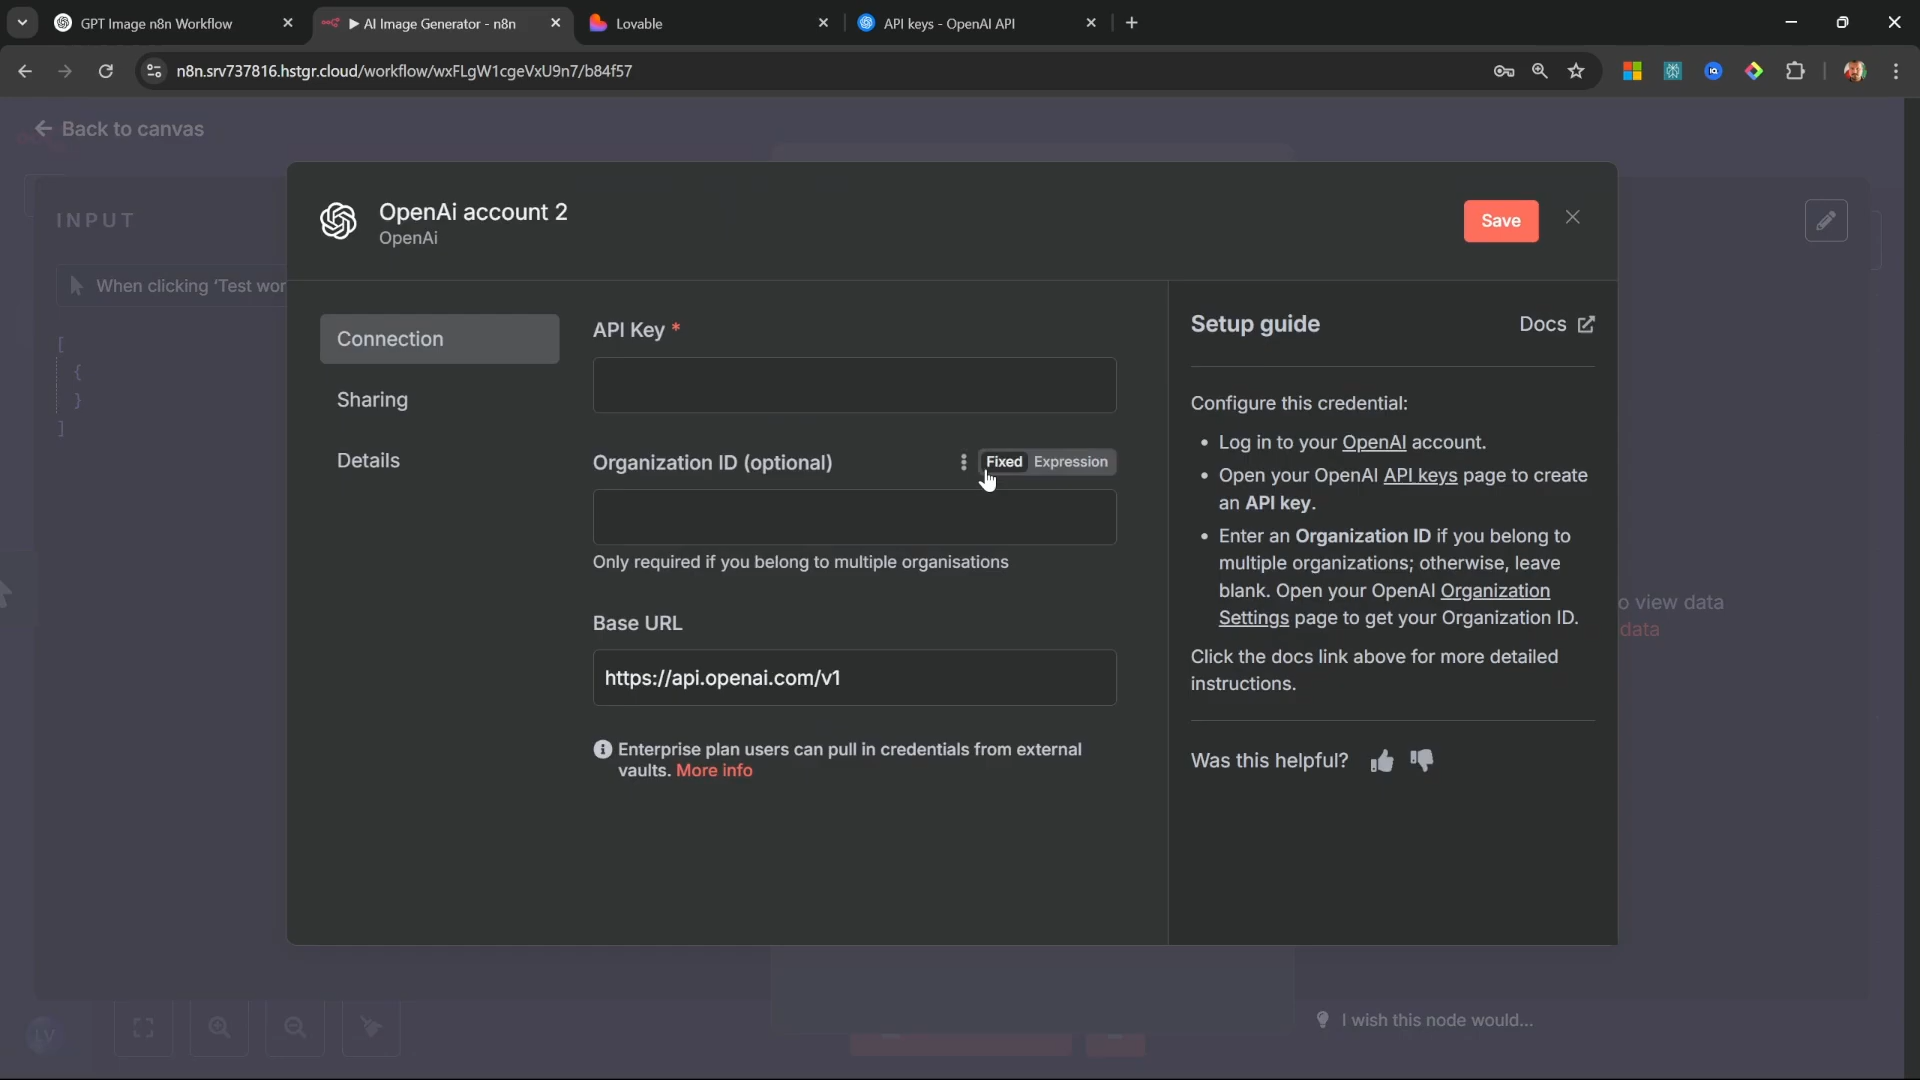 GPT Image n8n Workflow
▶ AI Image Generator - n8n
Lovable
API keys - OpenAI API
n8n.srv737816.hstgr.cloud/workflow/wxFLgW1cgeVxU9n7/b84f57
Back to canvas
INPUT
When clicking ‘Test wor
[
{
}
]
OpenAi account 2
OpenAi
Save
Connection
Sharing
Details
API Key *
Organization ID (optional)
Fixed Expression
Only required if you belong to multiple organisations
Base URL
https://api.openai.com/v1
Enterprise plan users can pull in credentials from external
vaults. More info
Setup guide
Docs
Configure this credential:
• Log in to your OpenAI account.
• Open your OpenAI API keys page to create
an API key.
• Enter an Organization ID if you belong to
multiple organizations; otherwise, leave
blank. Open your OpenAI Organization
Settings page to get your Organization ID.
Click the docs link above for more detailed
instructions.
Was this helpful?
o view data
data
I wish this node would...